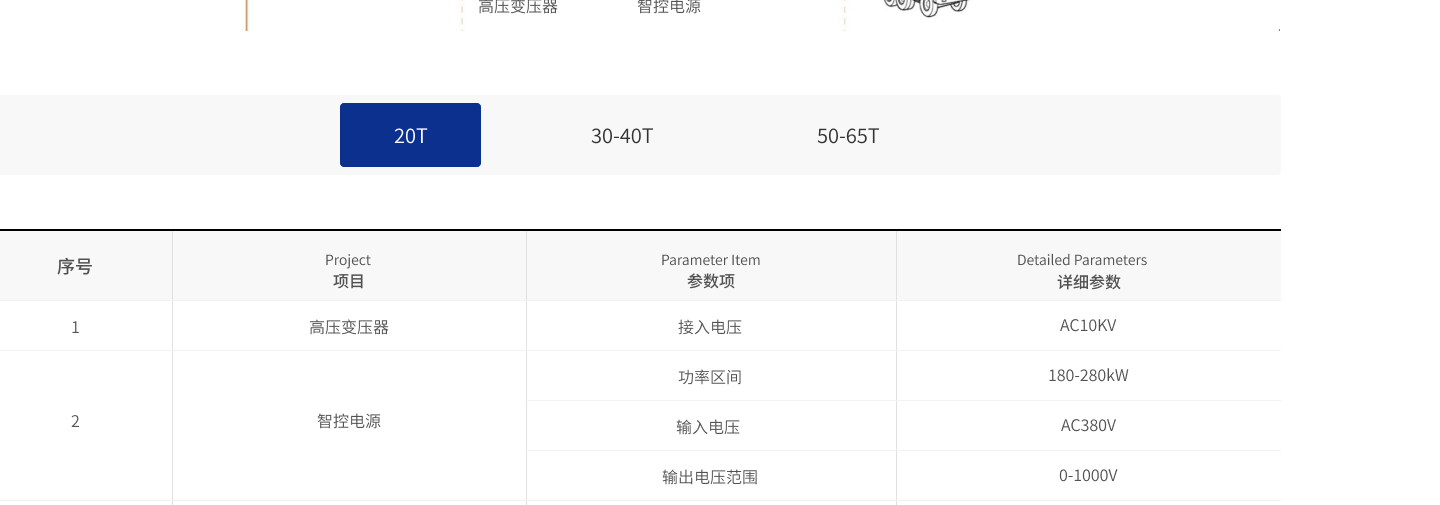 高压变压器 智控电源
20T 30-40T 50-65T
序号 Project Parameter Item Detailed Parameters
项目 参数项 详细参数
1 高压变压器 接入电压 AC10KV
2 智控电源 功率区间 180-280kW
输入电压 AC380V
输出电压范围 0-1000V